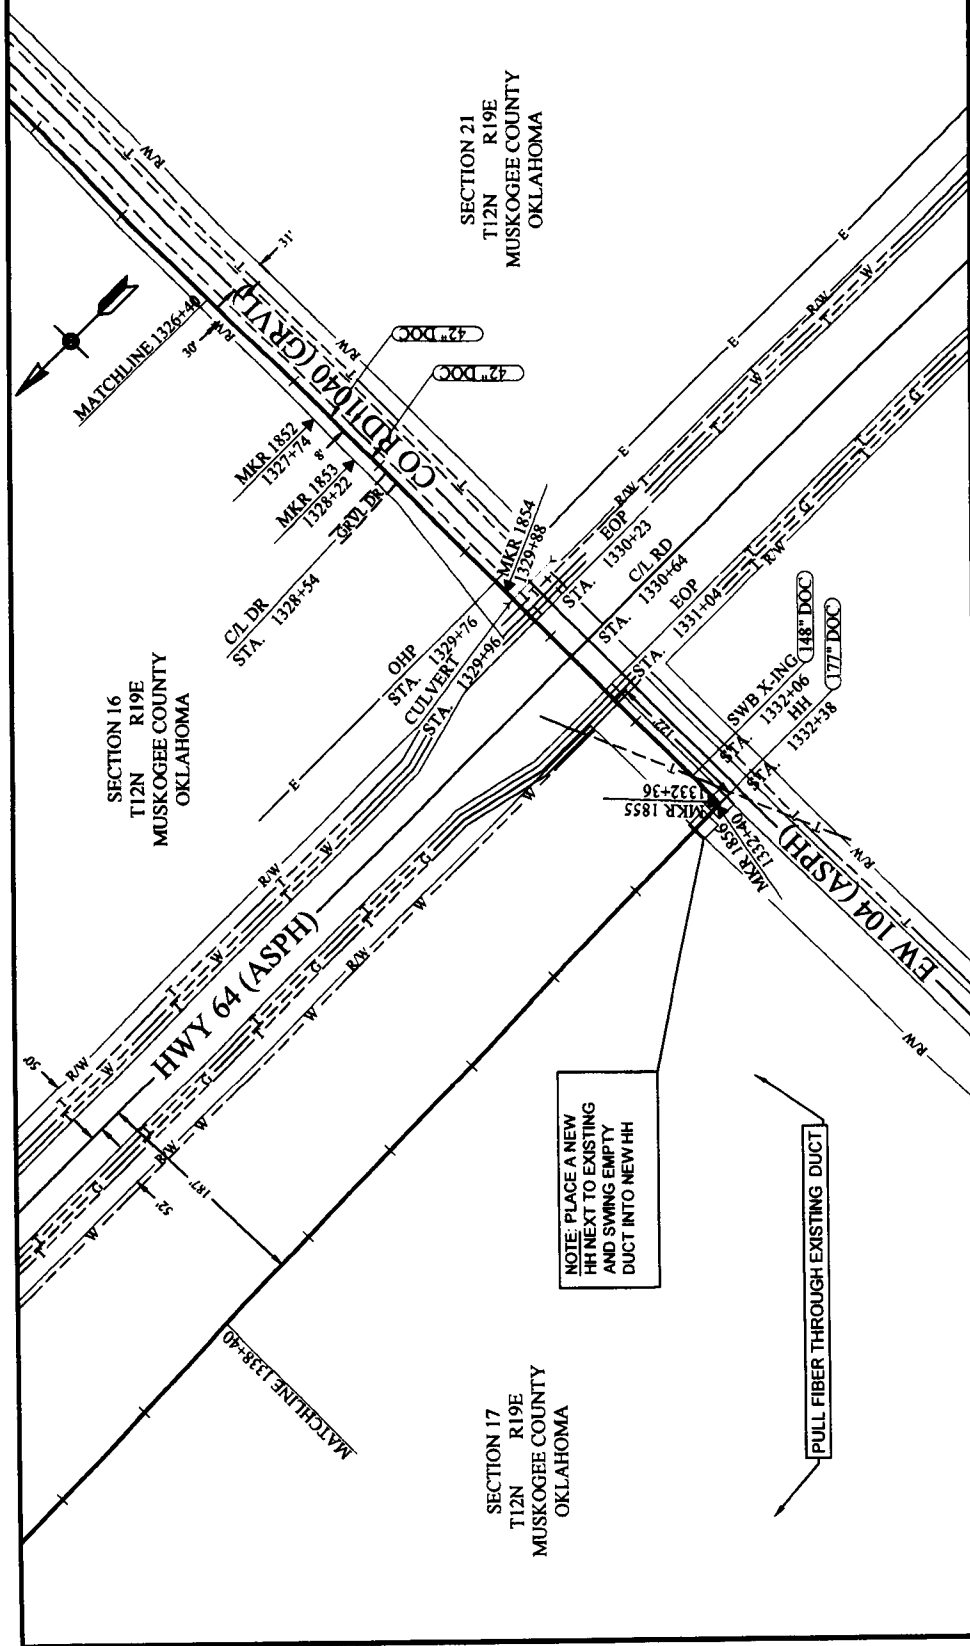 SECTION 21
T12N R19E
MUSKOGEE COUNTY
OKLAHOMA
MATCHLINE 1326+40
R/W
T
R/W
31'
30'
R/W
CO RD 1040 (GRVL)
T
R/W
T
T
42" DOC
42" DOC
MKR 1852
1327+74
8'
MKR 1853
1328+22
GRVL DR
C/L DR
STA. 1328+54
MKR 1854
1329+88
SECTION 16
T12N R19E
MUSKOGEE COUNTY
OKLAHOMA
OHP
STA. 1329+76
CULVERT
STA. 1329+96
EOP
STA. 1330+23
C/L RD
STA. 1330+64
EOP
STA. 1331+04
SWB X-ING
STA. 1332+06
148" DOC
HH
STA. 1332+38
177" DOC
122'
MKR 1855
1332+36
MKR 1856
1332+40
EW 104 (ASPH)
R/W
R/W
T
E
E
E
E
R/W
R/W
T
W
T
W
G
G
T
R/W
HWY 64 (ASPH)
R/W
T
W
R/W
T
W
50'
G
T
R/W
W
G
T
R/W
W
G
W
52'
187'
MATCHLINE 1338+40
NOTE: PLACE A NEW
HH NEXT TO EXISTING
AND SWING EMPTY
DUCT INTO NEW HH
PULL FIBER THROUGH EXISTING DUCT
SECTION 17
T12N R19E
MUSKOGEE COUNTY
OKLAHOMA